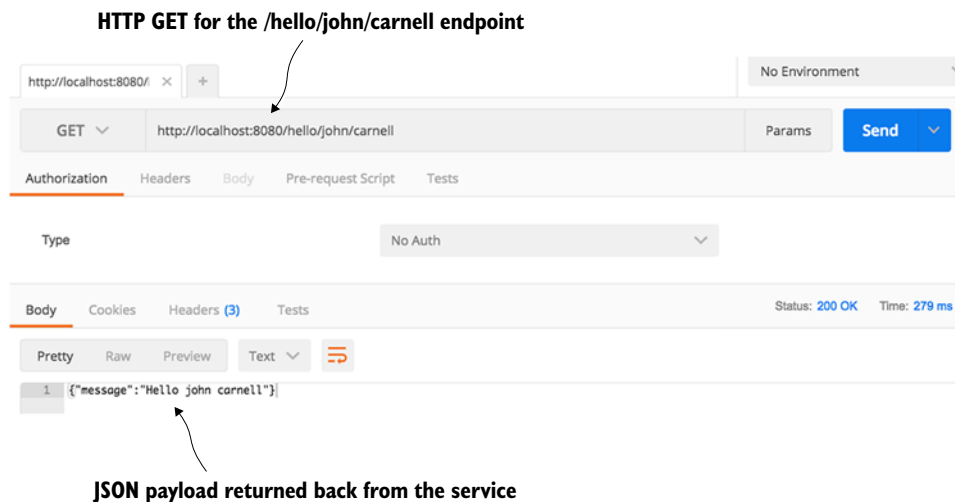 HTTP GET for the /hello/john/carnell endpoint
http://localhost:8080/
No Environment
GET http://localhost:8080/hello/john/carnell Params Send
Authorization Headers Body Pre-request Script Tests
Type No Auth
Body Cookies Headers (3) Tests Status: 200 OK Time: 279 ms
Pretty Raw Preview Text
1 {"message":"Hello john carnell"}
JSON payload returned back from the service